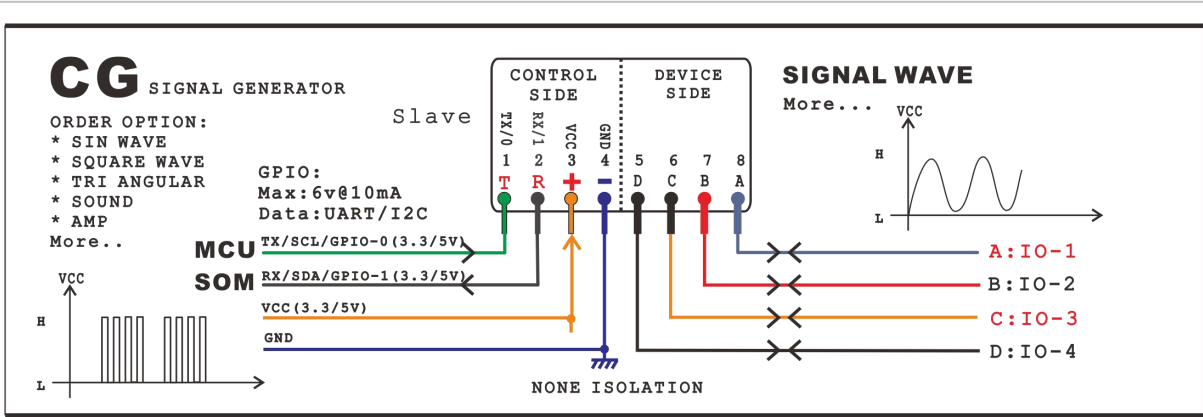 CG SIGNAL GENERATOR
ORDER OPTION:
* SIN WAVE
* SQUARE WAVE
* TRI ANGULAR
* SOUND
* AMP
More..
GPIO:
Max:6v@10mA
Data:UART/I2C
Slave
CONTROL
SIDE
DEVICE
SIDE
TX/0 RX/1 VCC GND
1 2 3 4 5 6 7 8
T R + - D C B A
SIGNAL WAVE
More...
VCC
H
L
MCU TX/SCL/GPIO-0(3.3/5V)
SOM RX/SDA/GPIO-1(3.3/5V)
VCC(3.3/5V)
GND
VCC
H
L
A:IO-1
B:IO-2
C:IO-3
D:IO-4
NONE ISOLATION